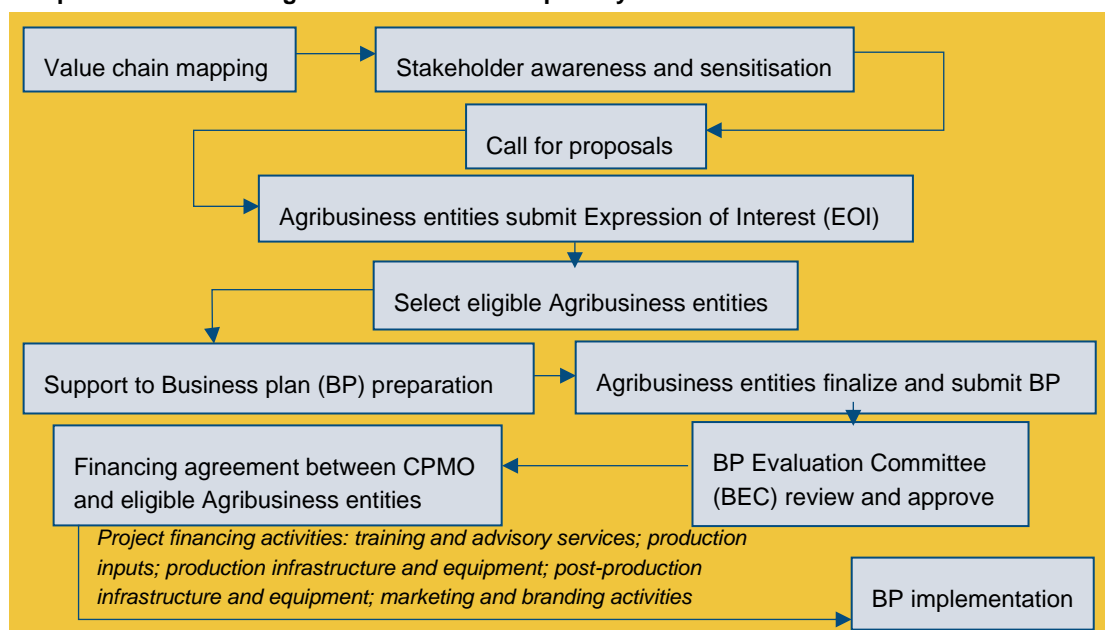 Value chain mapping
Stakeholder awareness and sensitisation
Call for proposals
Agribusiness entities submit Expression of Interest (EOI)
Select eligible Agribusiness entities
Support to Business plan (BP) preparation
Agribusiness entities finalize and submit BP
BP Evaluation Committee
(BEC) review and approve
Financing agreement between CPMO
and eligible Agribusiness entities
Project financing activities: training and advisory services; production
inputs; production infrastructure and equipment; post-production
infrastructure and equipment; marketing and branding activities
BP implementation